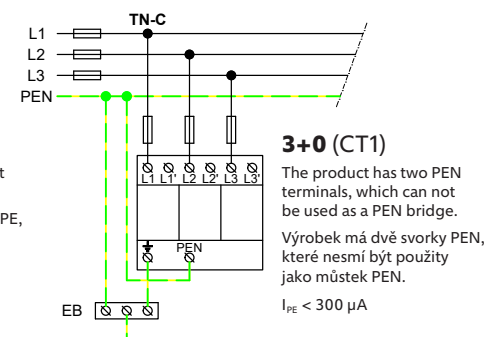 TN-C
L1
L2
L3
PEN
L1 L1' L2 L2' L3 L3'
PEN
EB
t
PE,
3+0 (CT1)
The product has two PEN
terminals, which can not
be used as a PEN bridge.
Výrobek má dvě svorky PEN,
které nesmí být použity
jako můstek PEN.
IPE < 300 µA